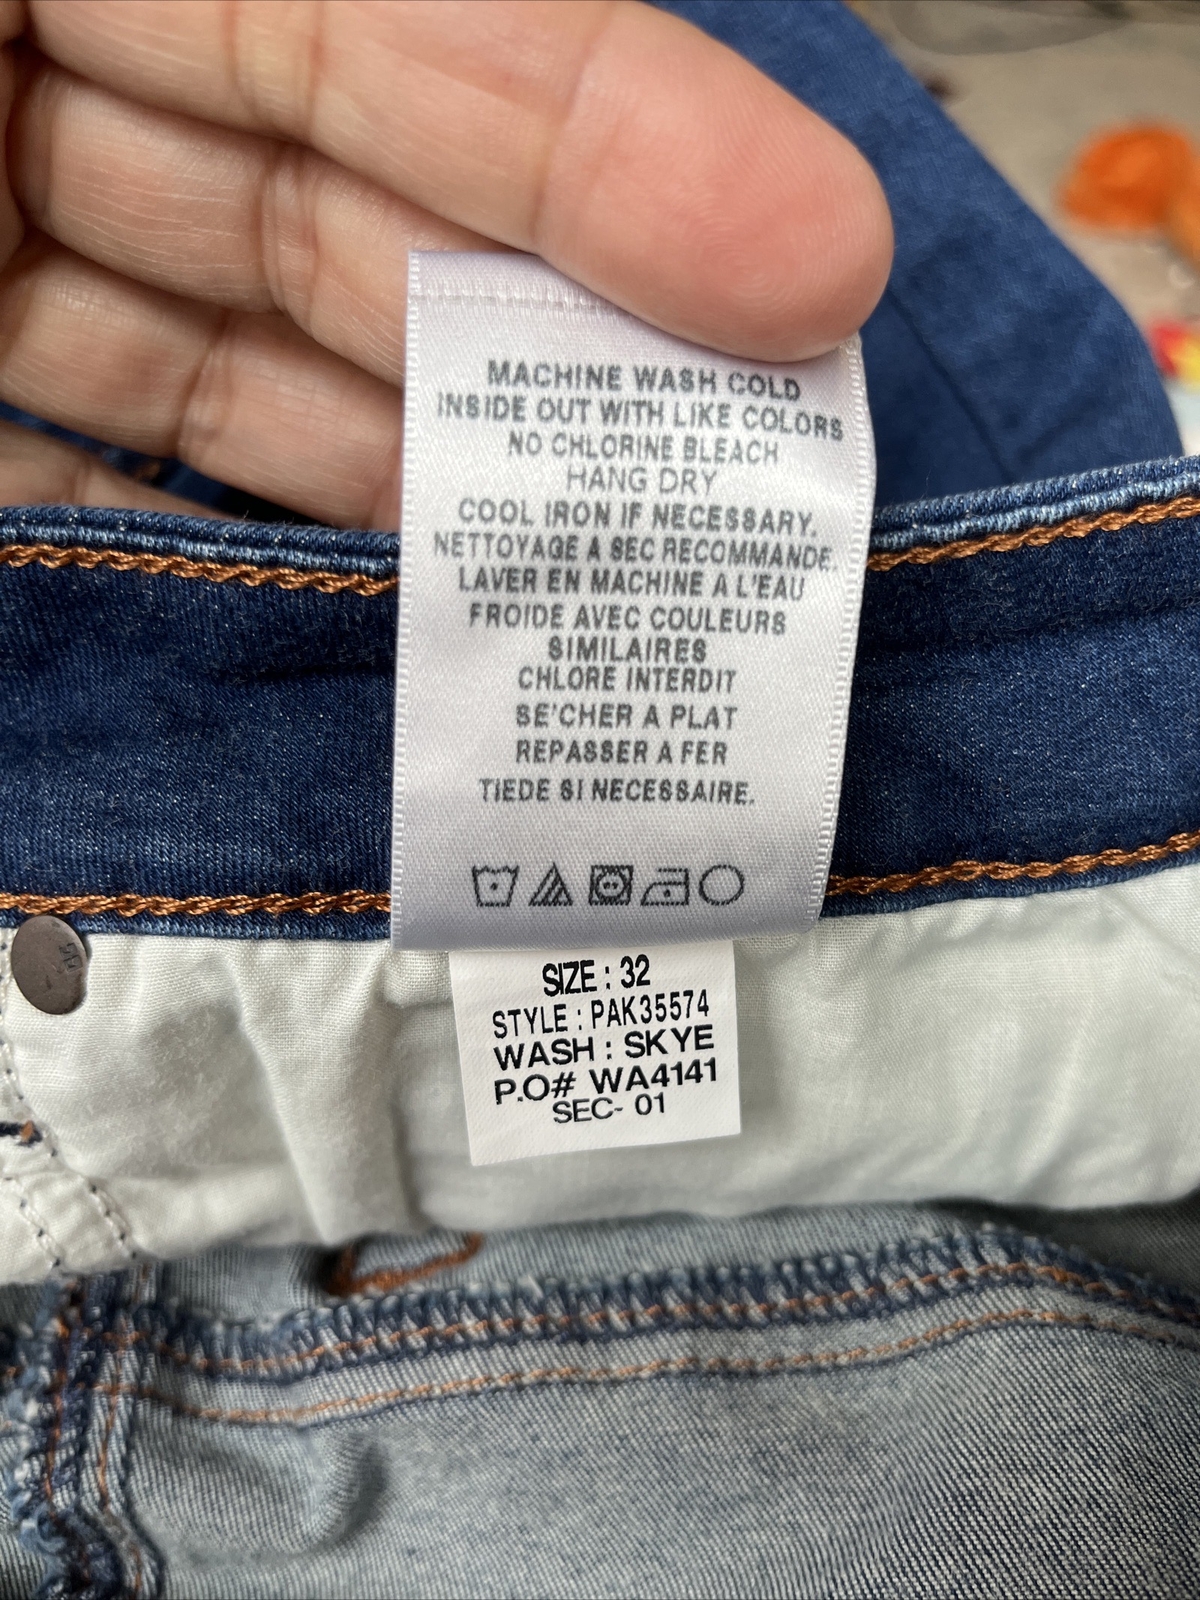 MACHINE WASH COLD
INSIDE OUT WITH LIKE COLORS
NO CHLORINE BLEACH
HANG DRY
COOL IRON IF NECESSARY.
NETTOYAGE A SEC RECOMMANDE.
LAVER EN MACHINE A L'EAU
FROIDE AVEC COULEURS
SIMILAIRES
CHLORE INTERDIT
SE'CHER A PLAT
REPASSER A FER
TIEDE SI NECESSAIRE.
SIZE : 32
STYLE : PAK35574
WASH : SKYE
P.O# WA4141
SEC- 01